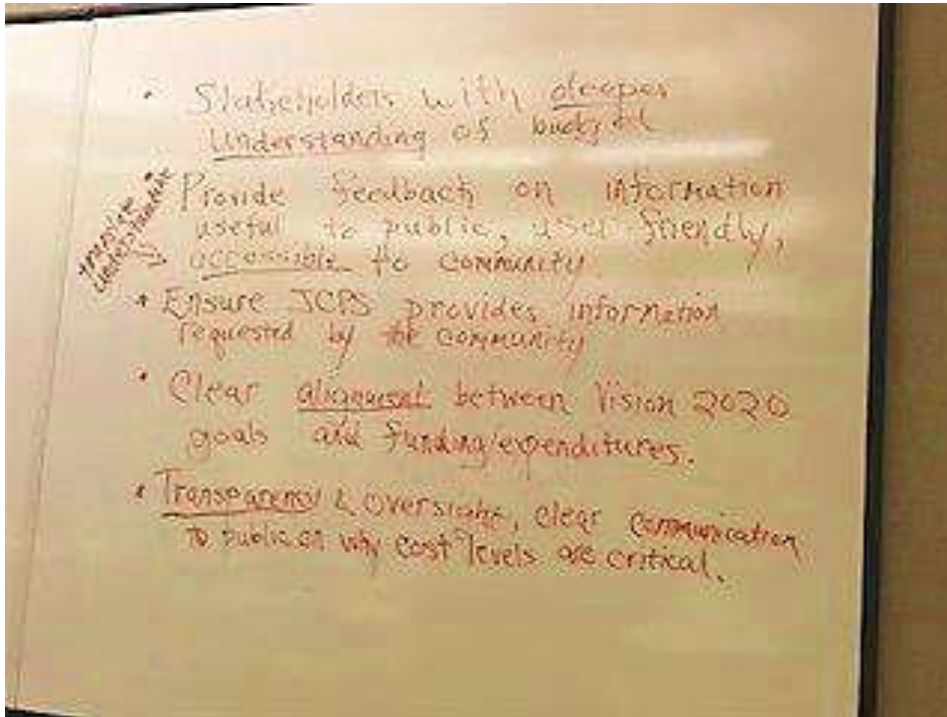 • Stakeholders with deeper
understanding of budget
• Provide feedback on information
useful to public, user friendly,
accessible to community
understandable
• Ensure JCPS provides information
requested by the community
• Clear alignment between Vision 2020
goals and funding/expenditures.
• Transparency & oversight, clear communication
to public on why cost levels are critical.